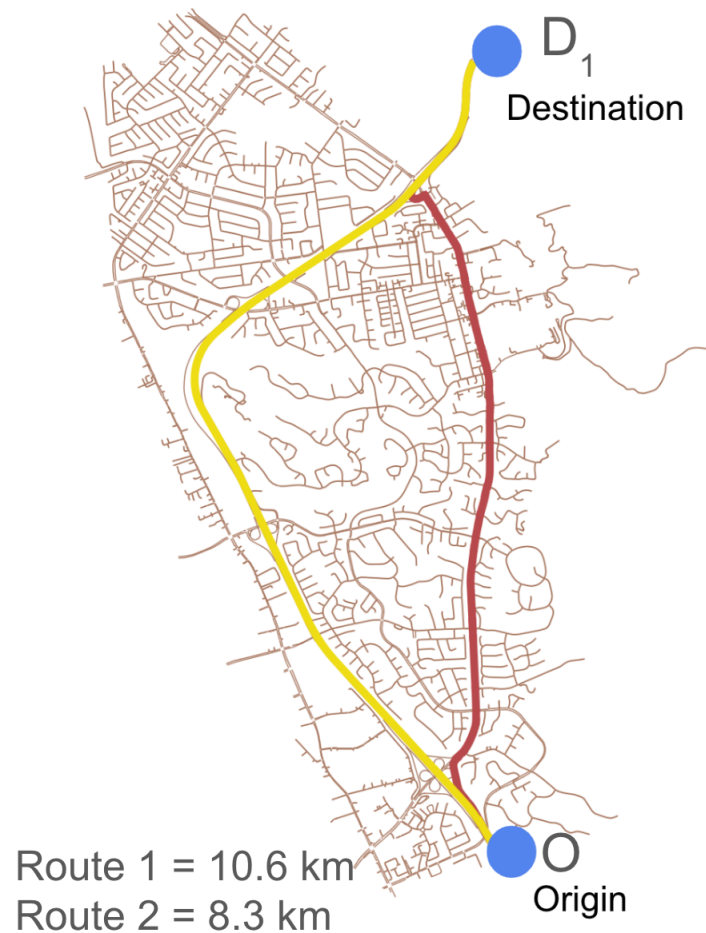 D₁
Destination
O
Origin
Route 1 = 10.6 km
Route 2 = 8.3 km